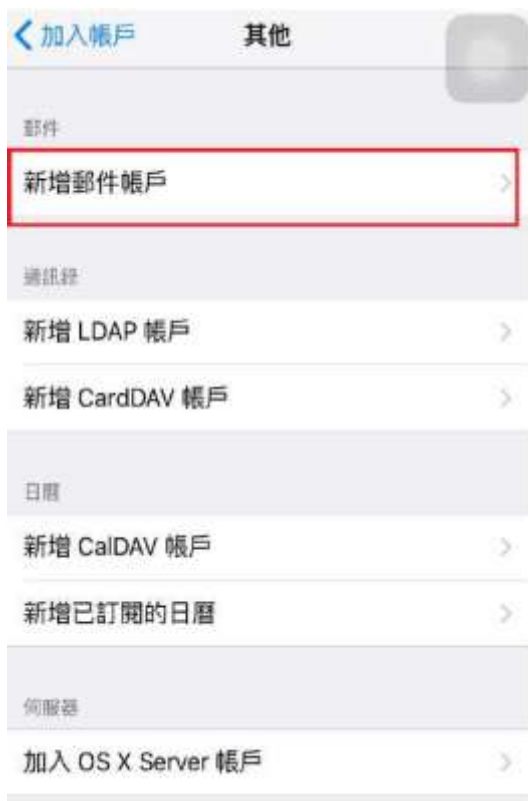 加入帳戶 其他
郵件
新增郵件帳戶
通訊錄
新增 LDAP 帳戶
新增 CardDAV 帳戶
日曆
新增 CalDAV 帳戶
新增已訂閱的日曆
伺服器
加入 OS X Server 帳戶